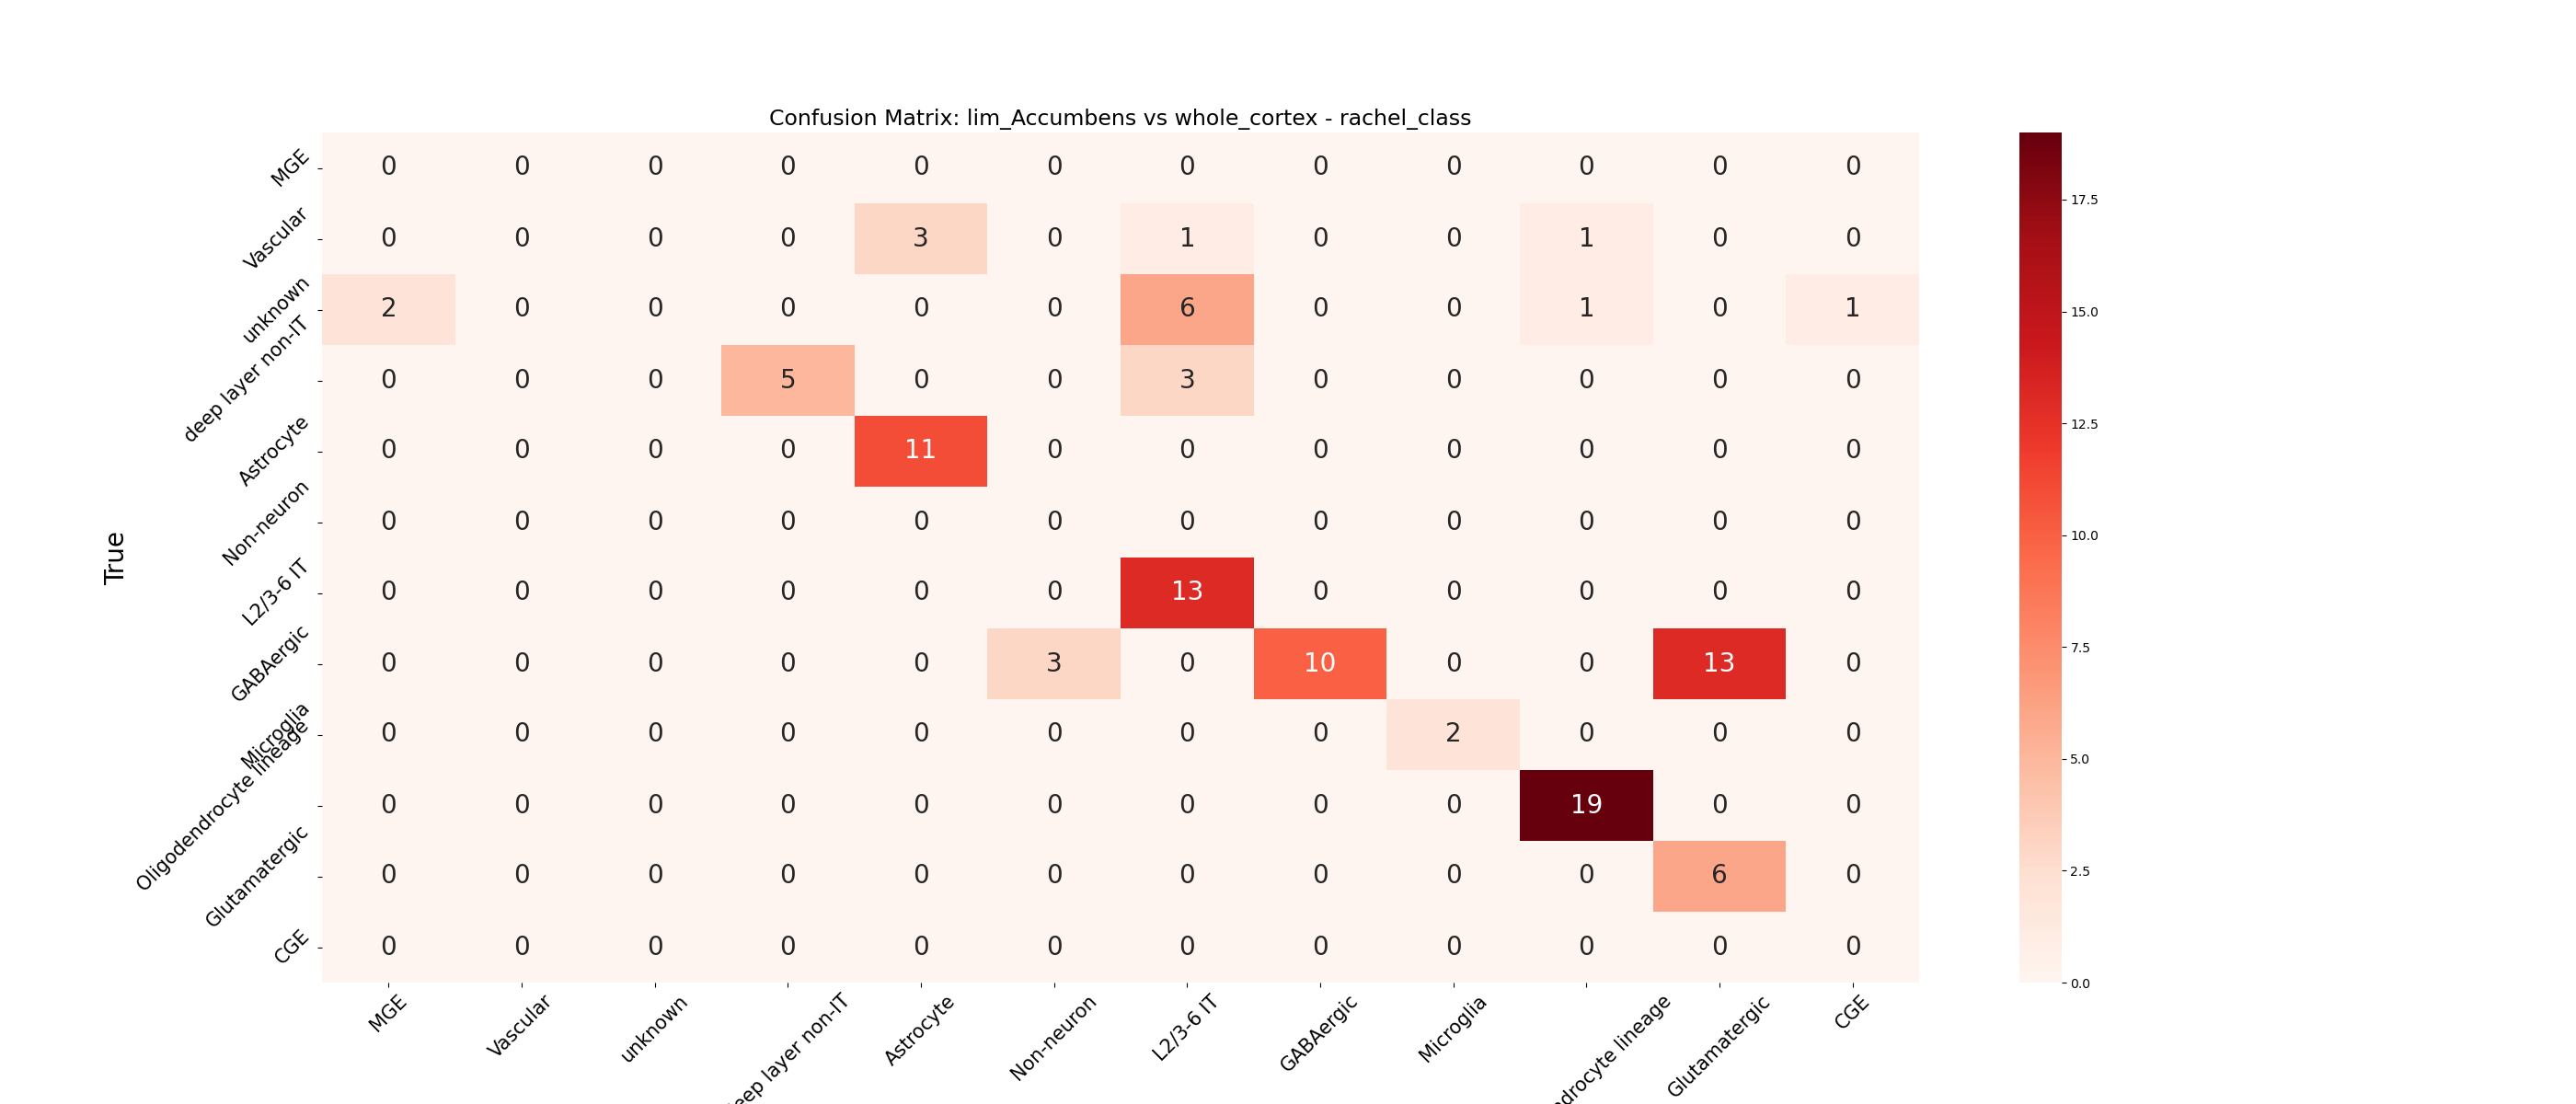 Confusion Matrix: lim_Accumbens vs whole_cortex - rachel_class
True
MGE 0 0 0 0 0 0 0 0 0 0 0 0
Vascular 0 0 0 0 3 0 1 0 0 1 0 0
unknown 2 0 0 0 0 0 6 0 0 1 0 1
deep layer non-IT 0 0 0 5 0 0 3 0 0 0 0 0
Astrocyte 0 0 0 0 11 0 0 0 0 0 0 0
Non-neuron 0 0 0 0 0 0 0 0 0 0 0 0
L2/3-6 IT 0 0 0 0 0 0 13 0 0 0 0 0
GABAergic 0 0 0 0 0 3 0 10 0 0 13 0
Microglia 0 0 0 0 0 0 0 0 2 0 0 0
Oligodendrocyte lineage 0 0 0 0 0 0 0 0 0 19 0 0
Glutamatergic 0 0 0 0 0 0 0 0 0 0 6 0
CGE 0 0 0 0 0 0 0 0 0 0 0 0
MGE
Vascular
unknown
eep layer non-IT
Astrocyte
Non-neuron
L2/3-6 IT
GABAergic
Microglia
ndrocyte lineage
Glutamatergic
CGE
17.5
15.0
12.5
10.0
7.5
5.0
2.5
0.0